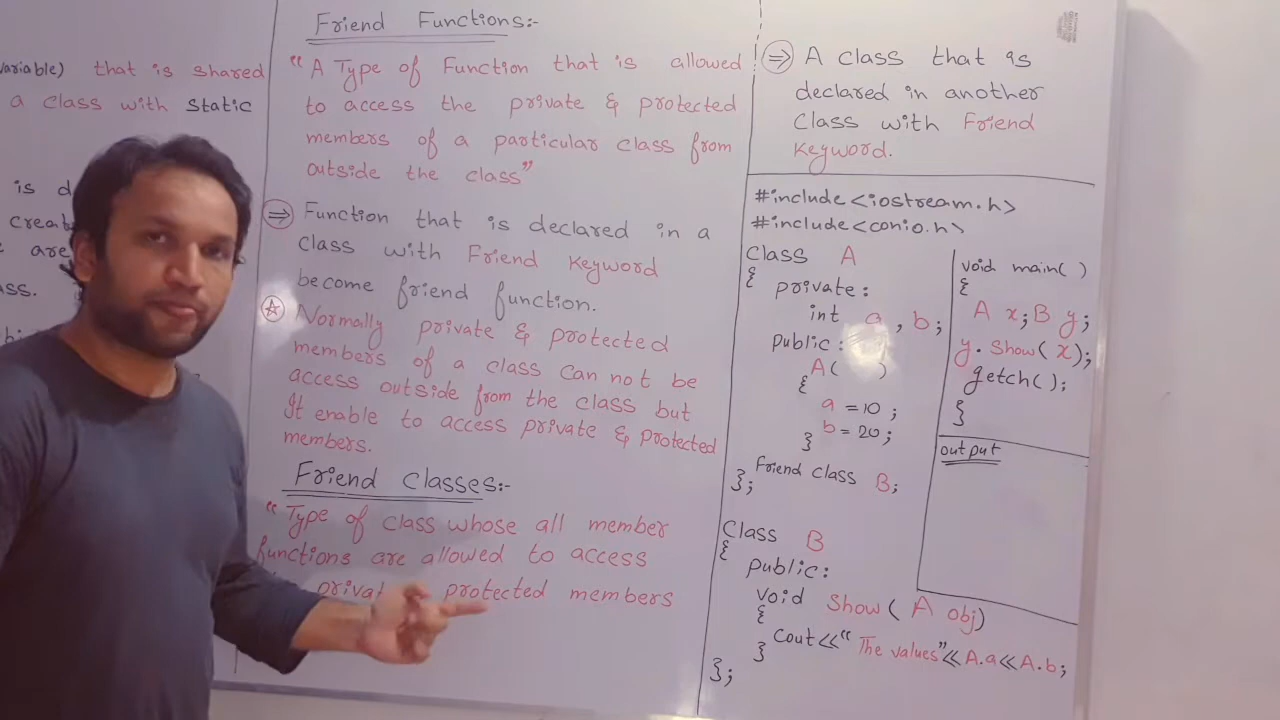 variable) that is shared
a class with static
is d
creat
are
ass.
Friend Functions:-
"A Type of Function that is allowed
to access the private & protected
members of a particular class from
outside the class"
⇒ Function that is declared in a
class with Friend Keyword
become friend function.
☆ Normally private & protected
members of a class can not be
access outside from the class but
It enable to access private & protected
members.
Friend Classes:-
"Type of class whose all member
functions are allowed to access
privat protected members
⇒ A class that is
declared in another
class with Friend
Keyword.
#include<iostream.h>
#include<conio.h>
Class A
{ private:
int a, b;
public:
A( )
{
a = 10;
b = 20;
}
Friend class B;
};
Class B
{
public:
void Show( A obj)
{
Cout<<"The values"<<A.a<<A.b;
}
};
void main( )
{
A x; B y;
y. Show( x );
getch( );
}
output